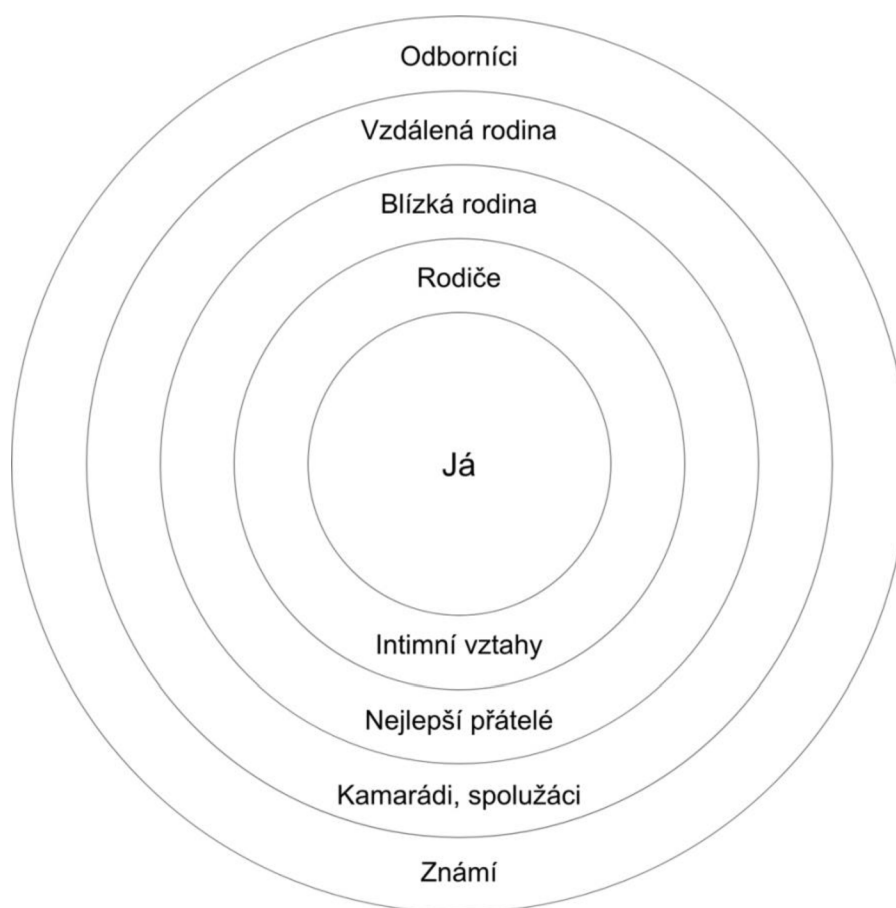 Odborníci
Vzdálená rodina
Blízká rodina
Rodiče
Já
Intimní vztahy
Nejlepší přátelé
Kamarádi, spolužáci
Známí